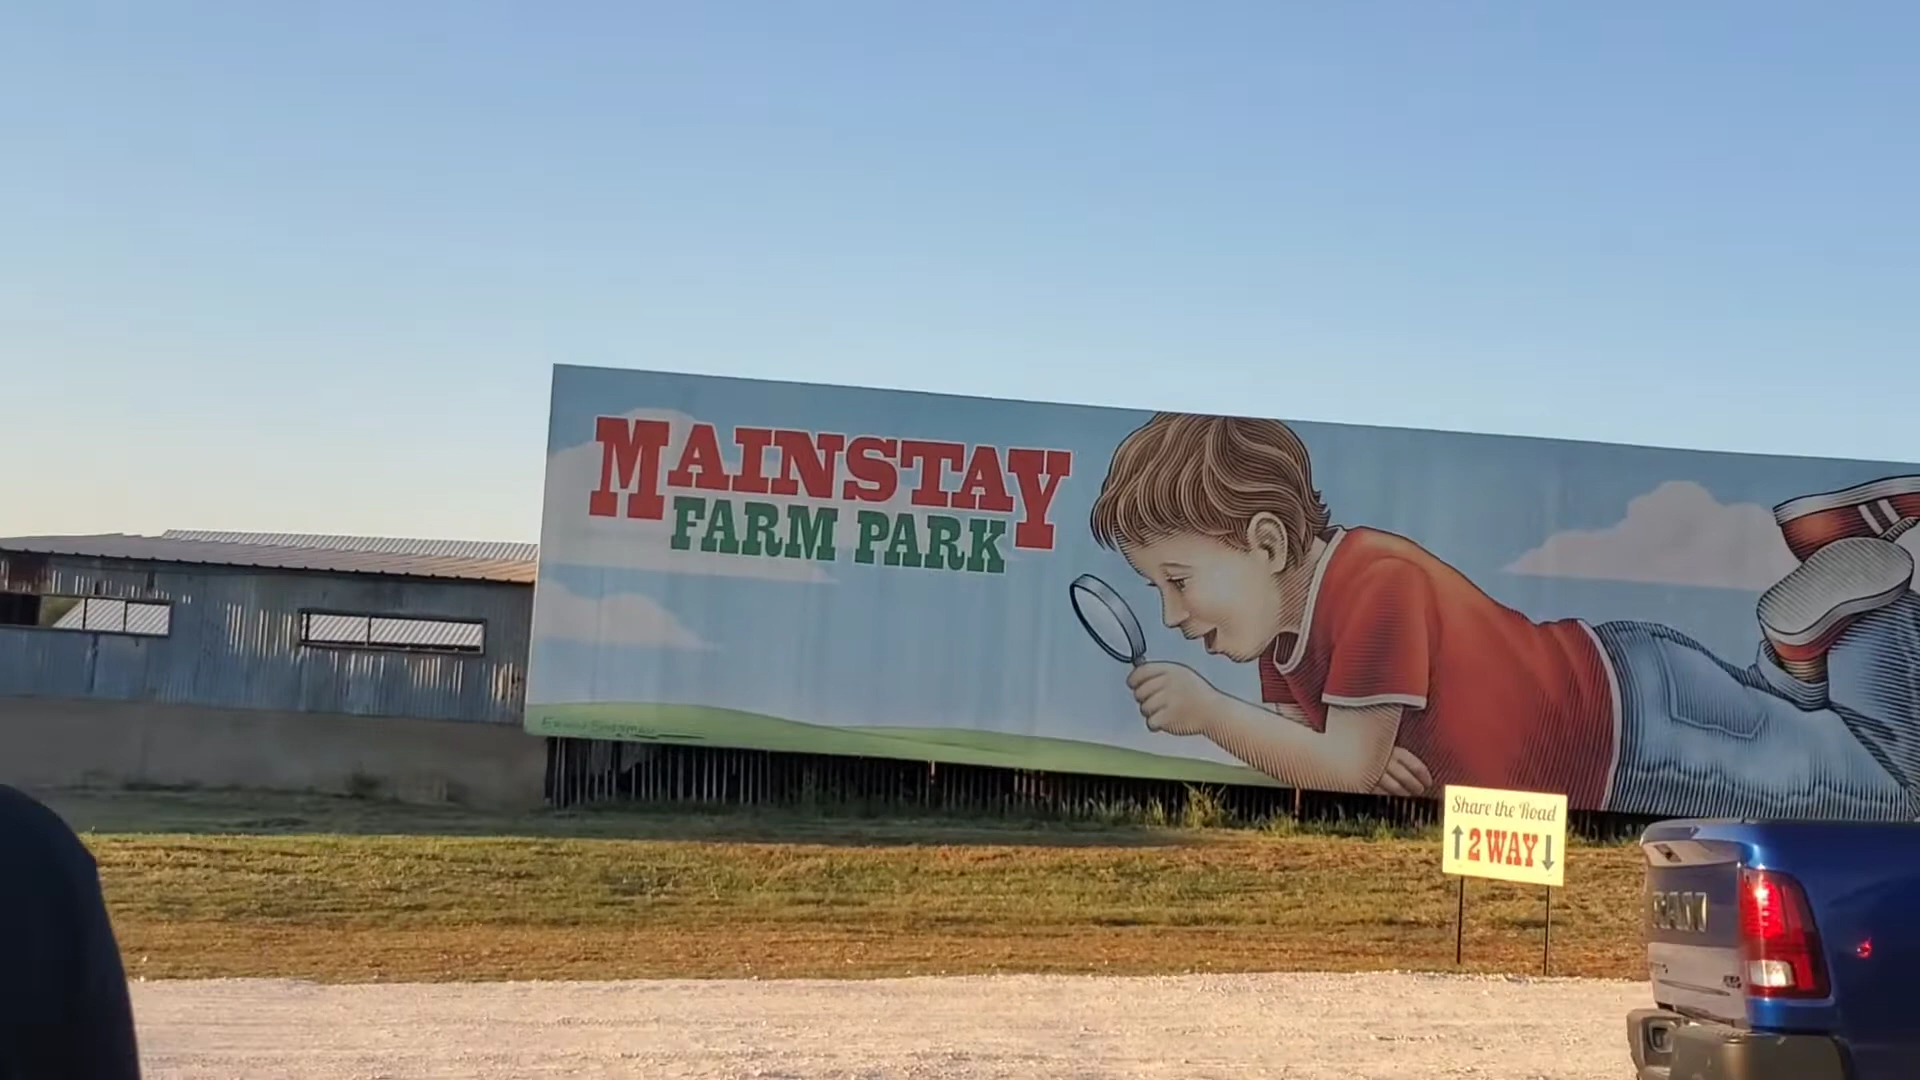 MAINSTAY
FARM PARK
Share the Road
↑2 WAY↓
RAM